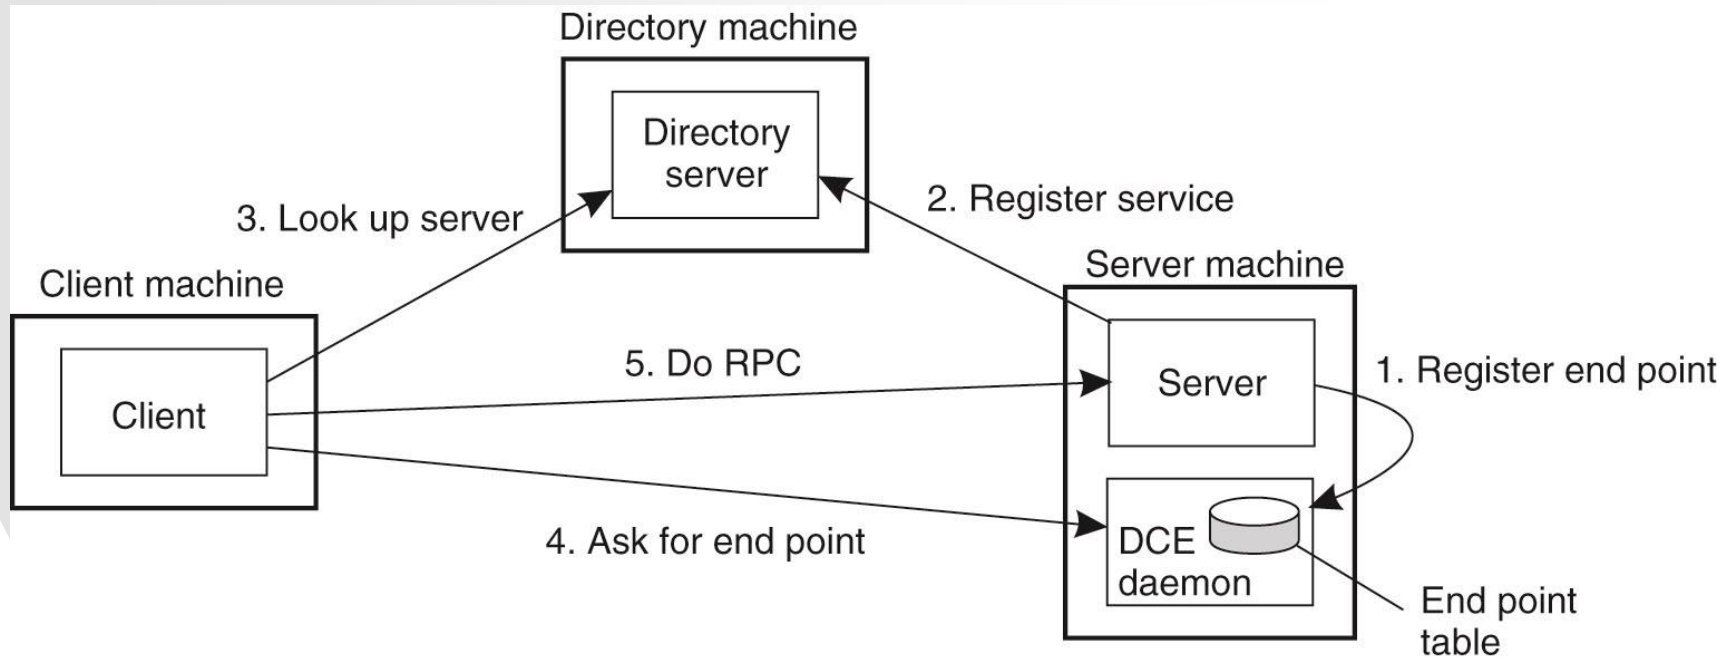 Directory machine
Directory
server
3. Look up server
2. Register service
Client machine
Server machine
Client
5. Do RPC
Server
1. Register end point
4. Ask for end point
DCE
daemon
End point
table